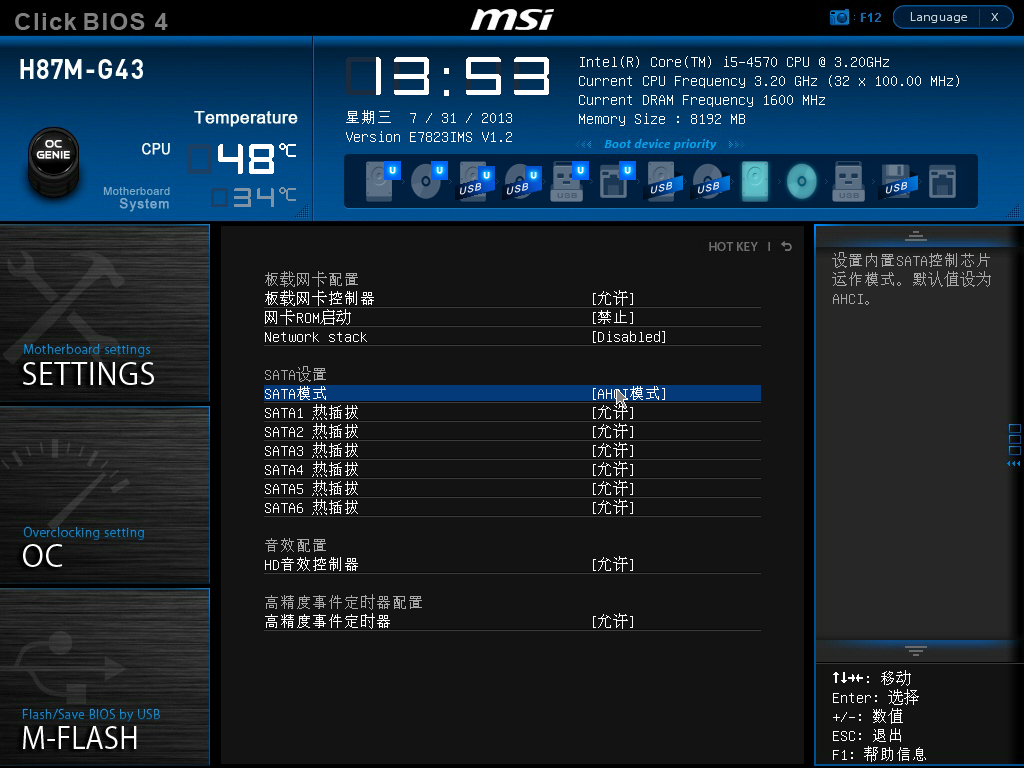 Click BIOS 4
msi
: F12
Language X
H87M-G43
OC GENIE
Temperature
CPU 48°C
Motherboard System 34°C
13:53
星期三 7 / 31 / 2013
Version E7823IMS V1.2
Intel(R) Core(TM) i5-4570 CPU @ 3.20GHz
Current CPU Frequency 3.20 GHz (32 x 100.00 MHz)
Current DRAM Frequency 1600 MHz
Memory Size : 8192 MB
Boot device priority
U U U U U U
USB USB USB USB USB USB USB
Motherboard settings
SETTINGS
Overclocking setting
OC
Flash/Save BIOS by USB
M-FLASH
HOT KEY |
板载网卡配置
板载网卡控制器 [允许]
网卡ROM启动 [禁止]
Network stack [Disabled]
SATA设置
SATA模式 [AHCI模式]
SATA1 热插拔 [允许]
SATA2 热插拔 [允许]
SATA3 热插拔 [允许]
SATA4 热插拔 [允许]
SATA5 热插拔 [允许]
SATA6 热插拔 [允许]
音效配置
HD音效控制器 [允许]
高精度事件定时器配置
高精度事件定时器 [允许]
设置内置SATA控制芯片
运作模式。默认值设为
AHCI。
↑↓→←: 移动
Enter: 选择
+/-: 数值
ESC: 退出
F1: 帮助信息